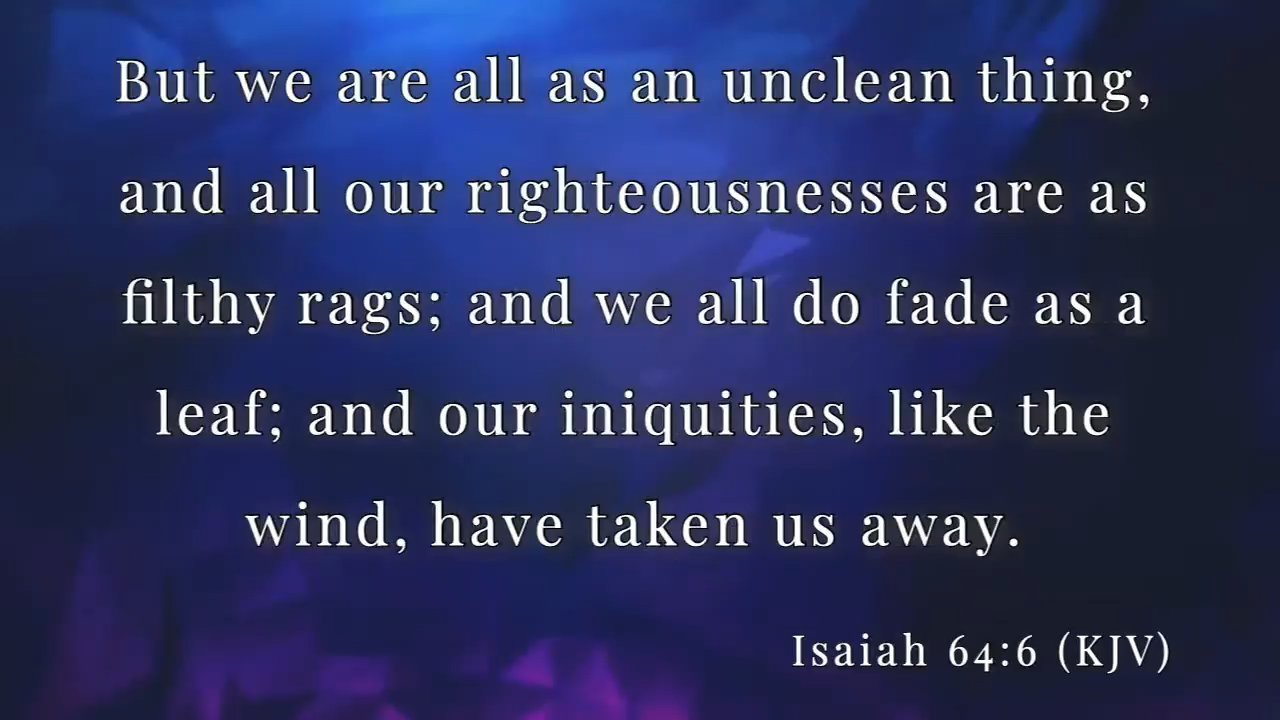 But we are all as an unclean thing,
and all our righteousnesses are as
filthy rags; and we all do fade as a
leaf; and our iniquities, like the
wind, have taken us away.
Isaiah 64:6 (KJV)